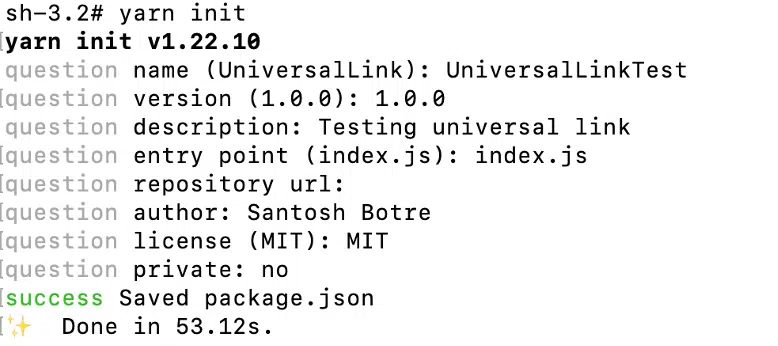 sh-3.2# yarn init
yarn init v1.22.10
question name (UniversalLink): UniversalLinkTest
question version (1.0.0): 1.0.0
question description: Testing universal link
question entry point (index.js): index.js
question repository url:
question author: Santosh Botre
question license (MIT): MIT
question private: no
success Saved package.json
✨  Done in 53.12s.